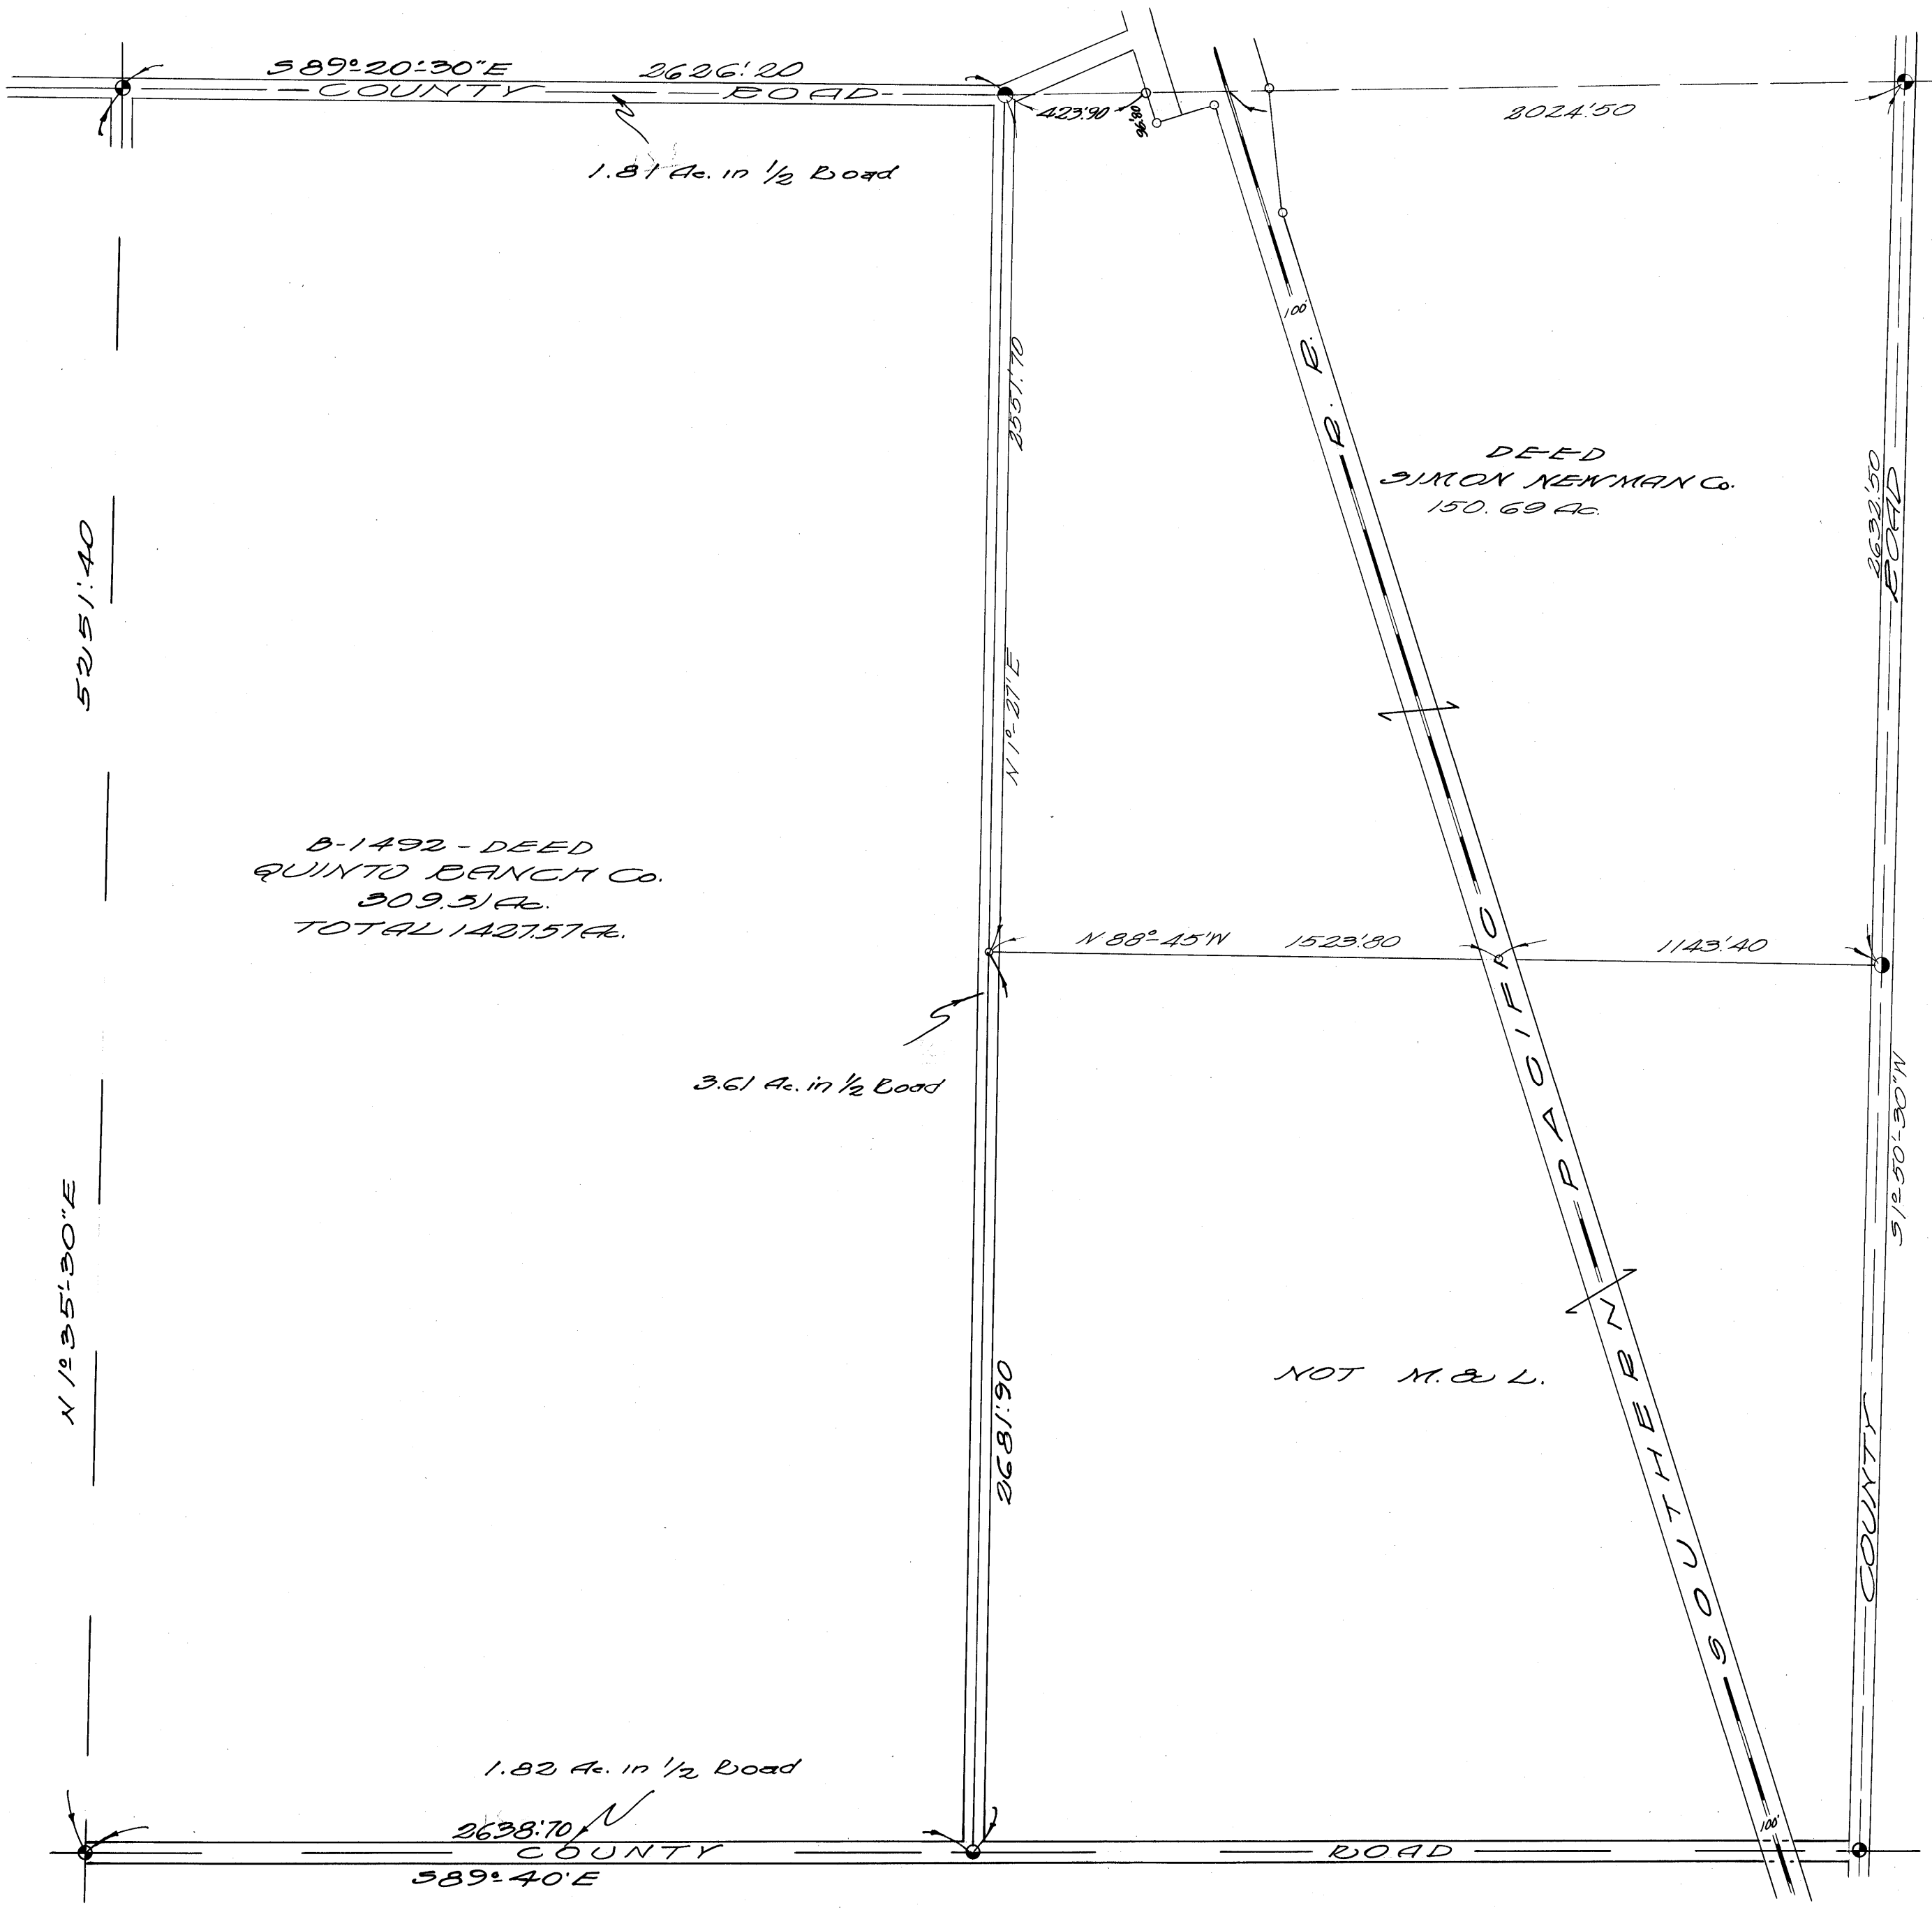 S89°-20'-30"E 2626'.20
COUNTY ROAD
1.81 Ac. in 1/2 Road
423'.90
2024'.50
100'
2551'.70
N 1°-27'E
DEED
SIMON NEWMAN Co.
150.69 Ac.
2632'.50
COUNTY ROAD
S1°-50'-30"W
5251'.40
N 1°-35'-30"E
B-1492 - DEED
QUINTO RANCH Co.
309.51 Ac.
TOTAL 1427.57 Ac.
N 88°-45'W 1523'.80
1143'.40
3.61 Ac. in 1/2 Road
SOUTHERN PACIFIC R. R.
2681'.90
NOT M. & L.
1.82 Ac. in 1/2 Road
100'
2638'.70
COUNTY ROAD
S89°-40'E